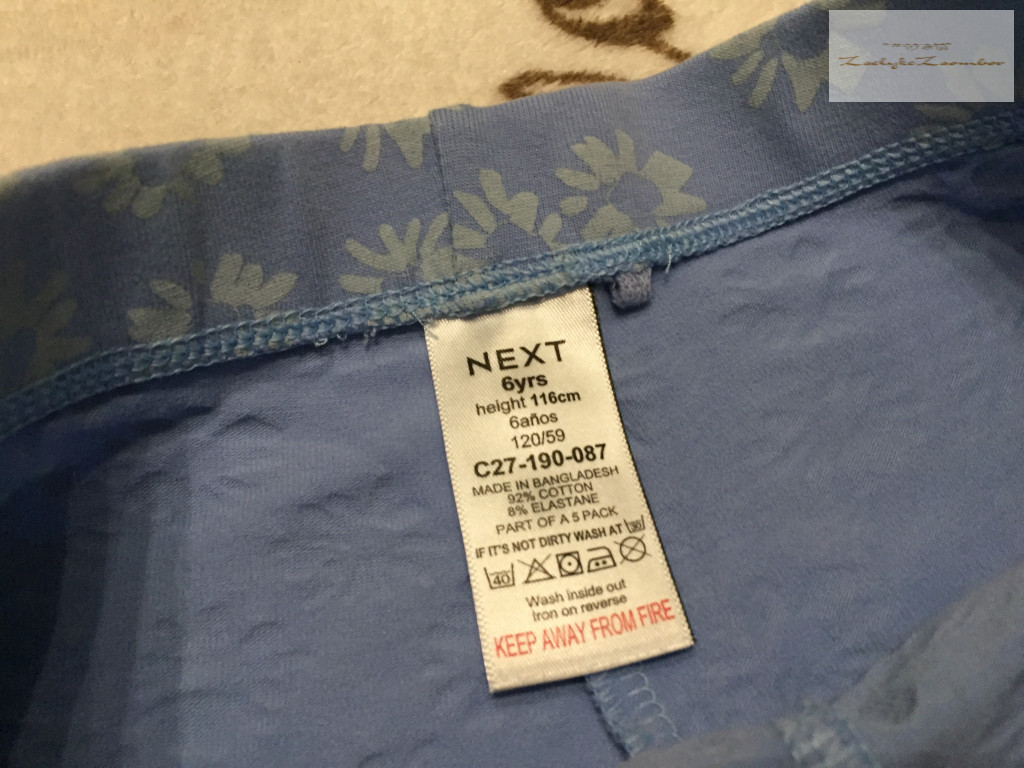 NEXT
6yrs
height 116cm
6años
120/59
C27-190-087
MADE IN BANGLADESH
92% COTTON
8% ELASTANE
PART OF A 5 PACK
IF IT'S NOT DIRTY WASH AT 30
40
Wash inside out
Iron on reverse
KEEP AWAY FROM FIRE